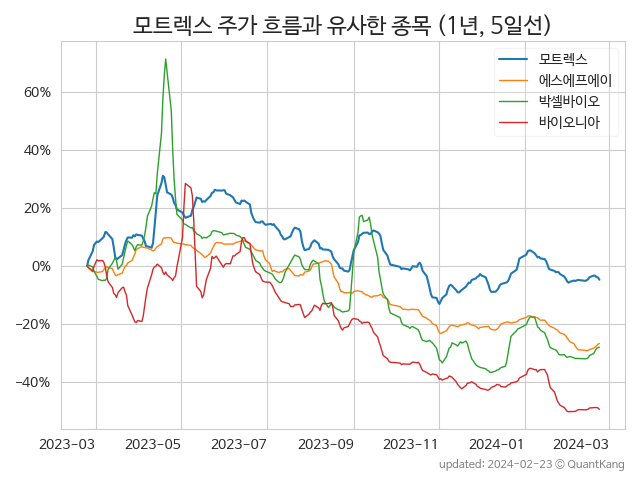 모트렉스 주가 흐름과 유사한 종목 (1년, 5일선)
모트렉스
에스에프에이
박셀바이오
바이오니아
60%
40%
20%
0%
−20%
−40%
2023-03 2023-05 2023-07 2023-09 2023-11 2024-01 2024-03
updated: 2024-02-23 © QuantKang